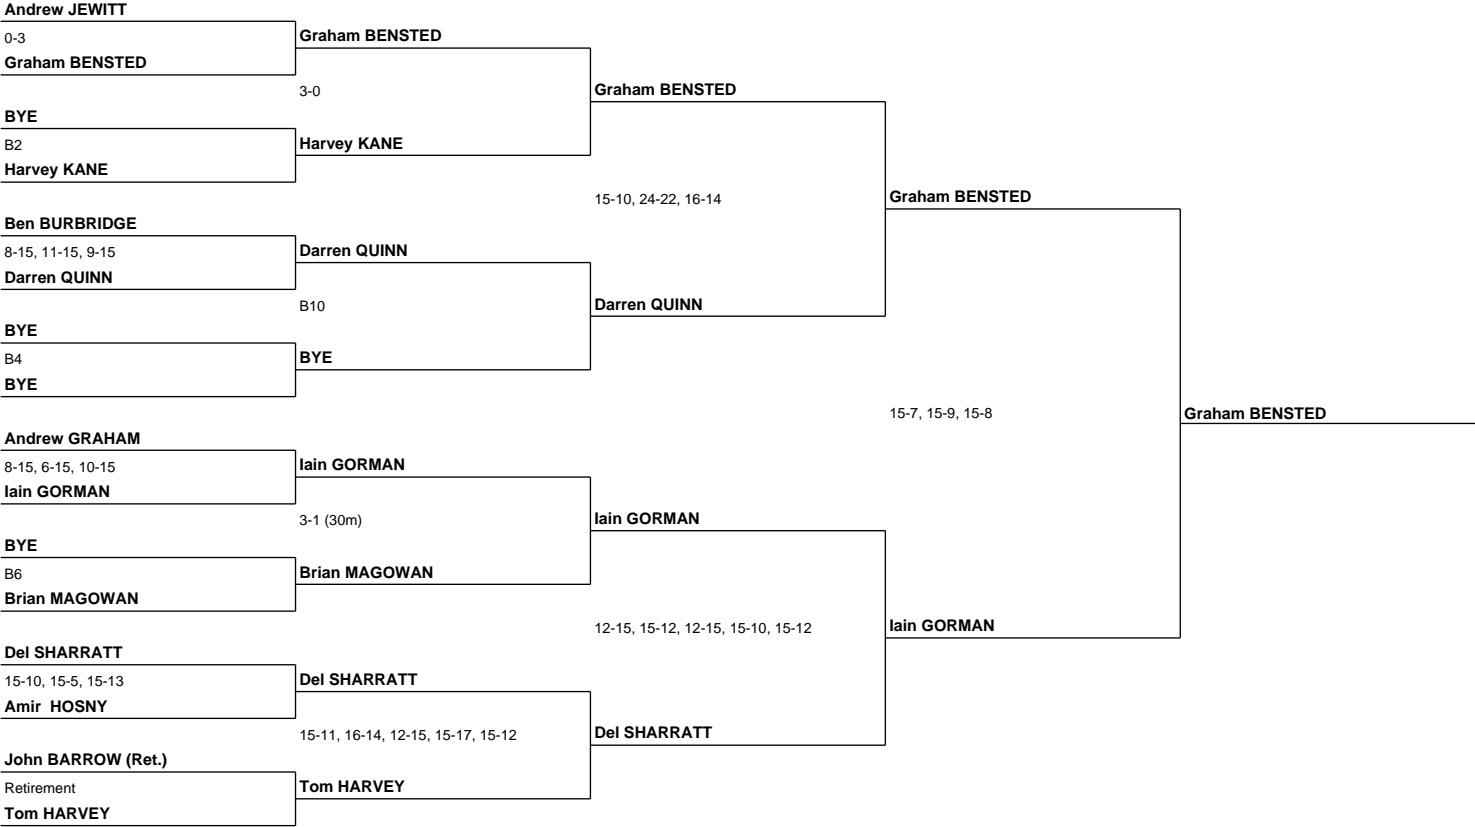 Andrew JEWITT
0-3
Graham BENSTED
BYE
B2
Harvey KANE
Ben BURBRIDGE
8-15, 11-15, 9-15
Darren QUINN
BYE
B4
BYE
Andrew GRAHAM
8-15, 6-15, 10-15
Iain GORMAN
BYE
B6
Brian MAGOWAN
Del SHARRATT
15-10, 15-5, 15-13
Amir  HOSNY
John BARROW (Ret.)
Retirement
Tom HARVEY
Graham BENSTED
3-0
Harvey KANE
Darren QUINN
B10
BYE
Iain GORMAN
3-1 (30m)
Brian MAGOWAN
Del SHARRATT
15-11, 16-14, 12-15, 15-17, 15-12
Tom HARVEY
Graham BENSTED
15-10, 24-22, 16-14
Darren QUINN
Iain GORMAN
12-15, 15-12, 12-15, 15-10, 15-12
Del SHARRATT
Graham BENSTED
15-7, 15-9, 15-8
Iain GORMAN
Graham BENSTED